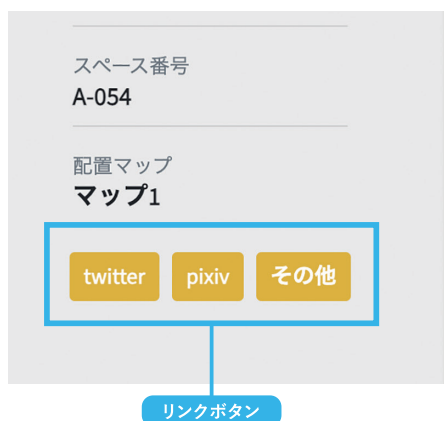 スペース番号
A-054
配置マップ
マップ1
twitter pixiv その他
リンクボタン